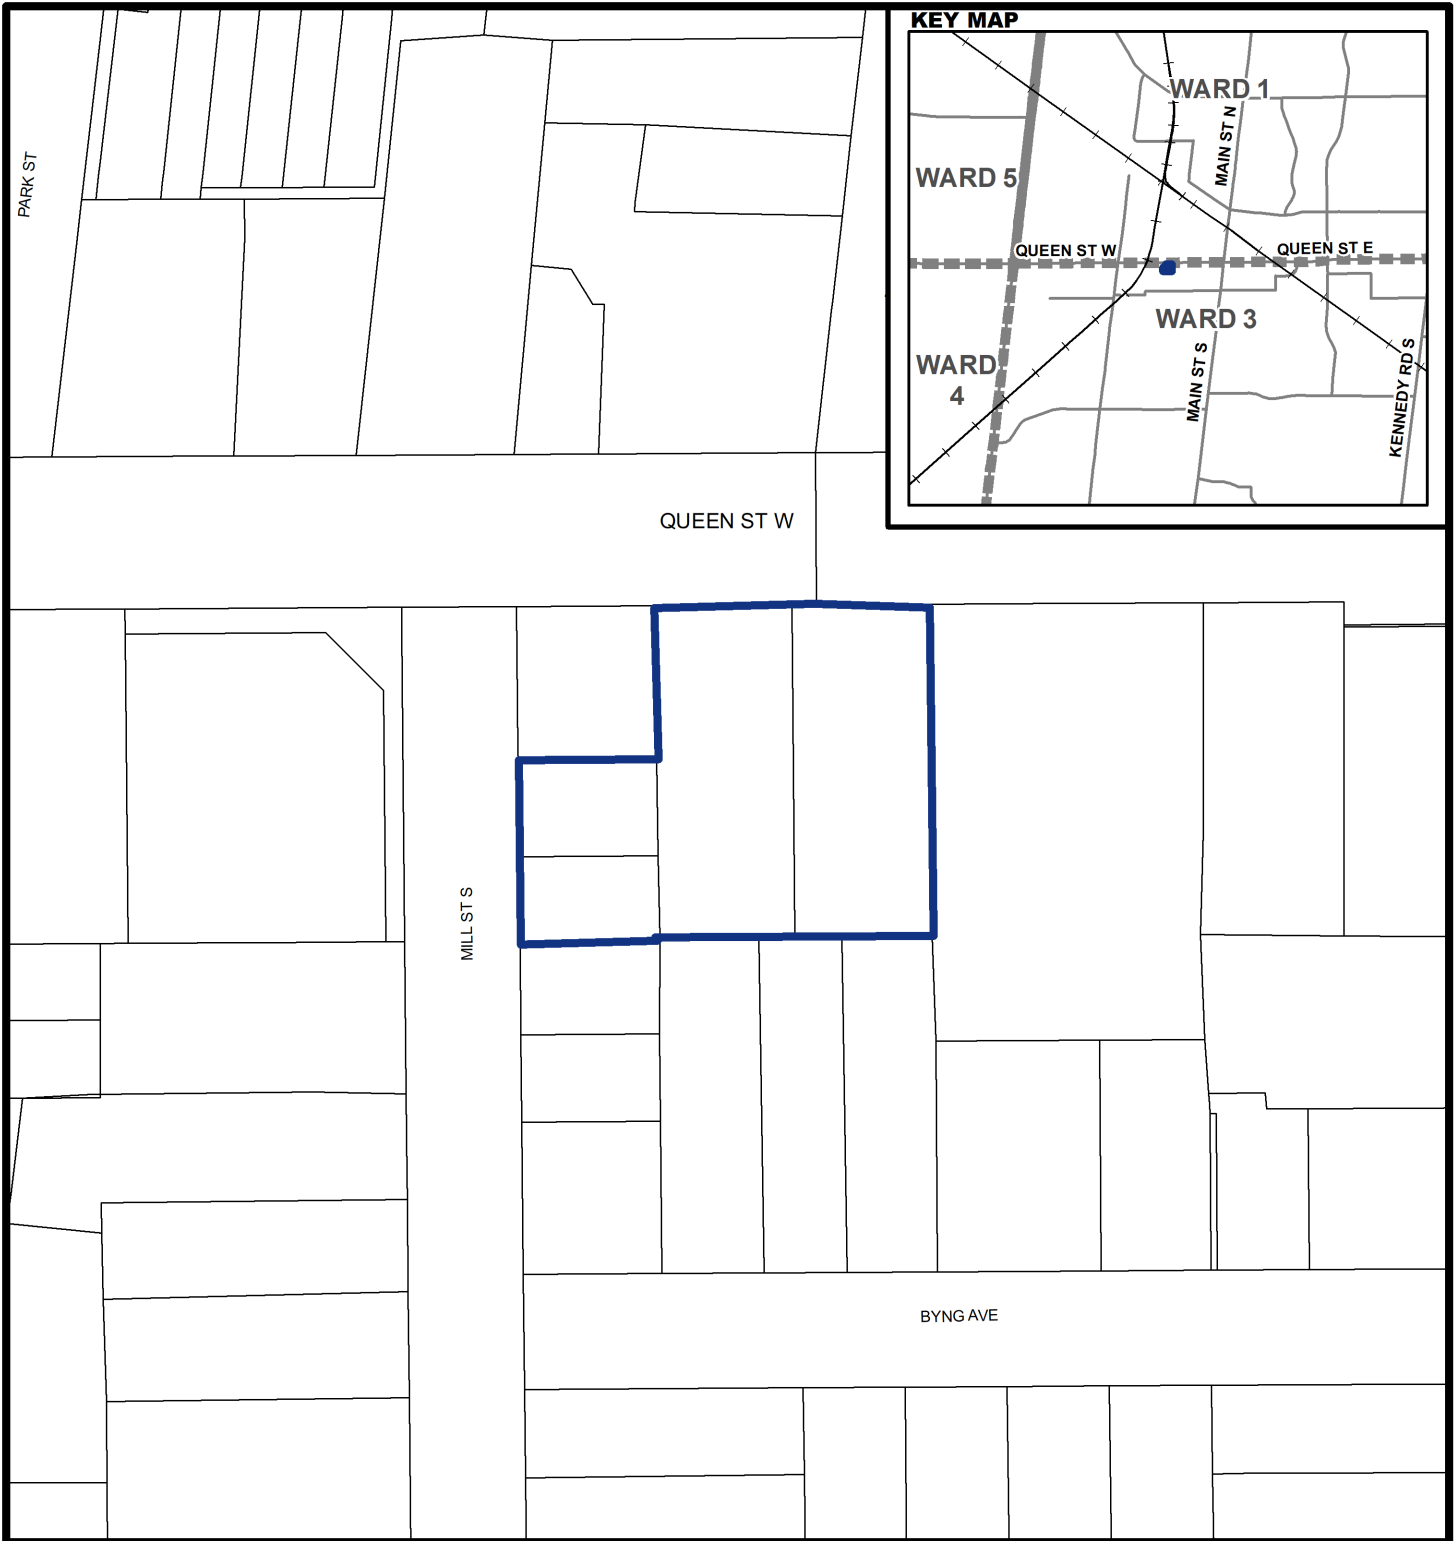 KEY MAP
WARD 1
MAIN ST N
WARD 5
QUEEN ST W
QUEEN ST E
WARD 3
WARD
4
MAIN ST S
KENNEDY RD S
PARK ST
QUEEN ST W
MILL ST S
BYNG AVE